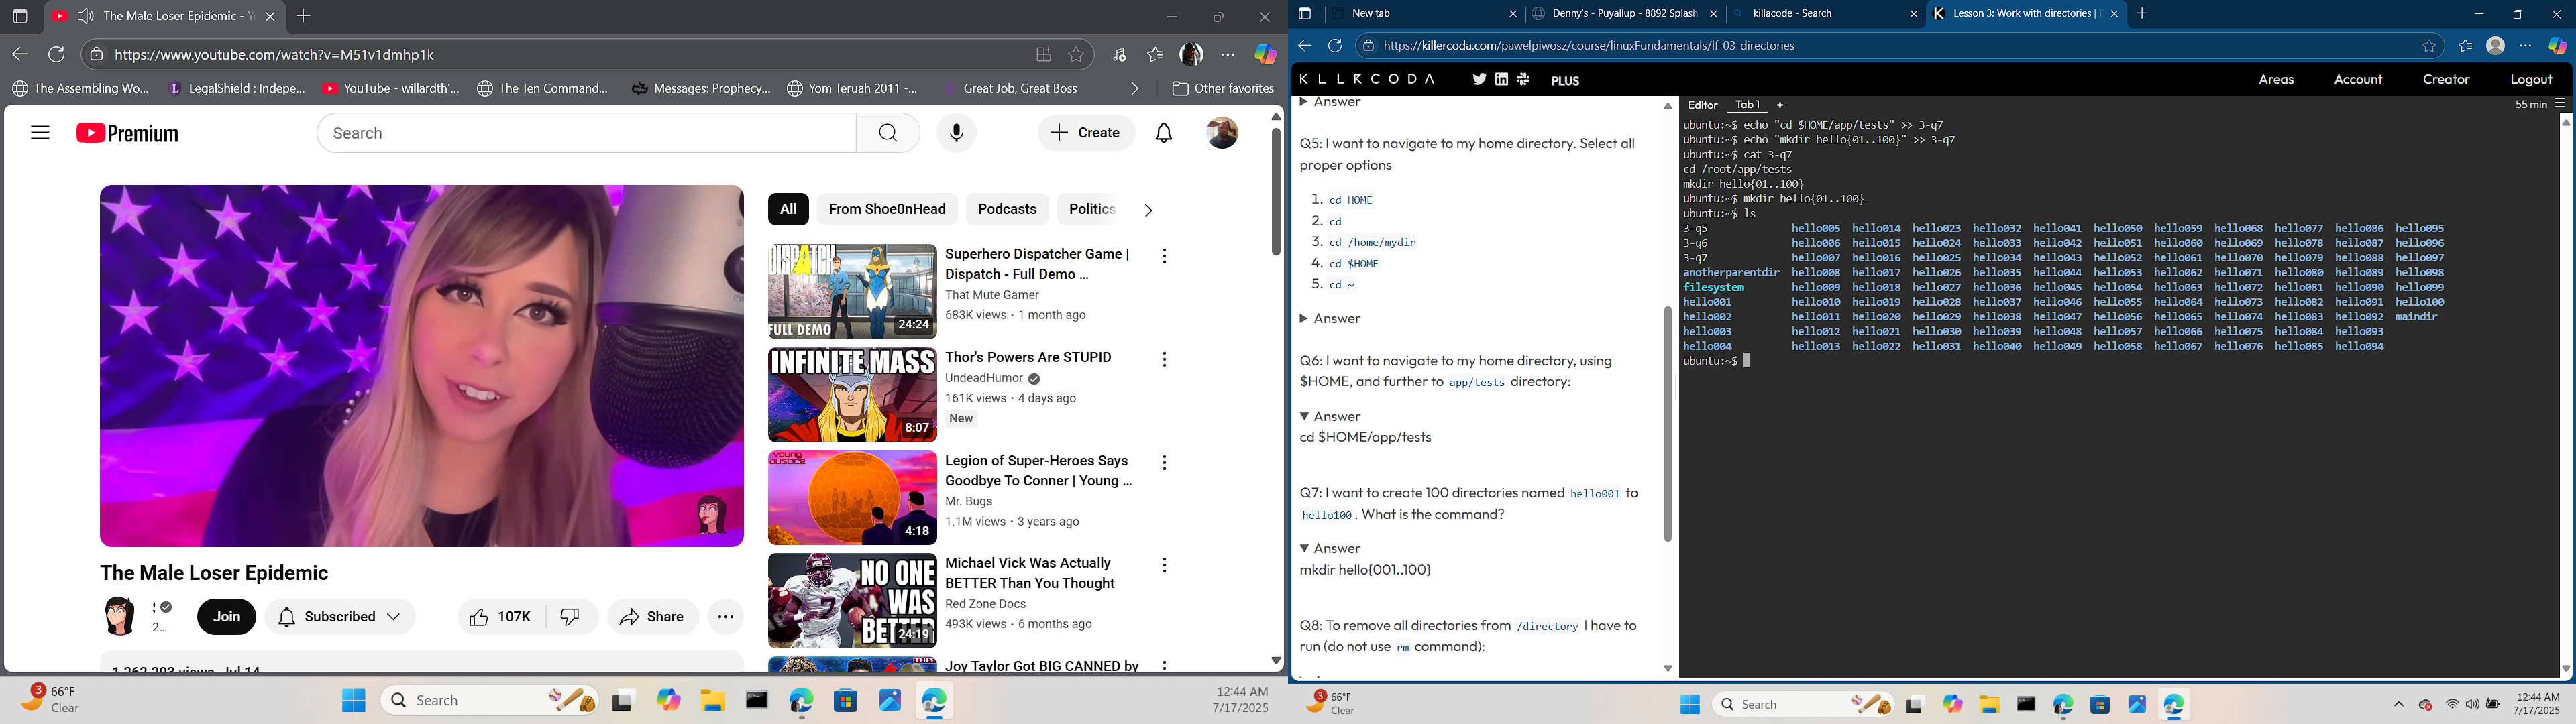 The Male Loser Epidemic - Yo
https://www.youtube.com/watch?v=M51v1dmhp1k
The Assembling Wo...
LegalShield : Indepe...
YouTube - willardth'...
The Ten Command...
Messages: Prophecy...
Yom Teruah 2011 -...
Great Job, Great Boss
Other favorites
Premium
Search
Create
All
From Shoe0nHead
Podcasts
Politics
DISPATCH
FULL DEMO
24:24
Superhero Dispatcher Game |
Dispatch - Full Demo ...
That Mute Gamer
683K views • 1 month ago
INFINITE MASS
8:07
Thor's Powers Are STUPID
UndeadHumor
161K views • 4 days ago
New
YOUNG JUSTICE
4:18
Legion of Super-Heroes Says
Goodbye To Conner | Young ...
Mr. Bugs
1.1M views • 3 years ago
NO ONE
WAS
BETTER
24:19
Michael Vick Was Actually
BETTER Than You Thought
Red Zone Docs
493K views • 6 months ago
Joy Taylor Got BIG CANNED by
The Male Loser Epidemic
2...
Join
Subscribed
107K
Share
1,262,293 views Jul 14
3
66°F
Clear
Search
12:44 AM
7/17/2025
New tab
Denny's - Puyallup - 8892 Splash
killacode - Search
Lesson 3: Work with directories |
https://killercoda.com/pawelpiwosz/course/linuxFundamentals/lf-03-directories
PLUS
Areas
Account
Creator
Logout
Answer
Q5: I want to navigate to my home directory. Select all
proper options
1. cd HOME
2. cd
3. cd /home/mydir
4. cd $HOME
5. cd ~
Answer
Q6: I want to navigate to my home directory, using
$HOME, and further to app/tests directory:
Answer
cd $HOME/app/tests
Q7: I want to create 100 directories named hello001 to
hello100. What is the command?
Answer
mkdir hello{001..100}
Q8: To remove all directories from /directory I have to
run (do not use rm command):
Editor
Tab 1
+
55 min
ubuntu:~$ echo "cd $HOME/app/tests" >> 3-q7
ubuntu:~$ echo "mkdir hello{01..100}" >> 3-q7
ubuntu:~$ cat 3-q7
cd /root/app/tests
mkdir hello{01..100}
ubuntu:~$ mkdir hello{01..100}
ubuntu:~$ ls
3-q5 hello005 hello014 hello023 hello032 hello041 hello050 hello059 hello068 hello077 hello086 hello095
3-q6 hello006 hello015 hello024 hello033 hello042 hello051 hello060 hello069 hello078 hello087 hello096
3-q7 hello007 hello016 hello025 hello034 hello043 hello052 hello061 hello070 hello079 hello088 hello097
anotherparentdir hello008 hello017 hello026 hello035 hello044 hello053 hello062 hello071 hello080 hello089 hello098
filesystem hello009 hello018 hello027 hello036 hello045 hello054 hello063 hello072 hello081 hello090 hello099
hello001 hello010 hello019 hello028 hello037 hello046 hello055 hello064 hello073 hello082 hello091 hello100
hello002 hello011 hello020 hello029 hello038 hello047 hello056 hello065 hello074 hello083 hello092 maindir
hello003 hello012 hello021 hello030 hello039 hello048 hello057 hello066 hello075 hello084 hello093
hello004 hello013 hello022 hello031 hello040 hello049 hello058 hello067 hello076 hello085 hello094
ubuntu:~$
3
66°F
Clear
Search
12:44 AM
7/17/2025